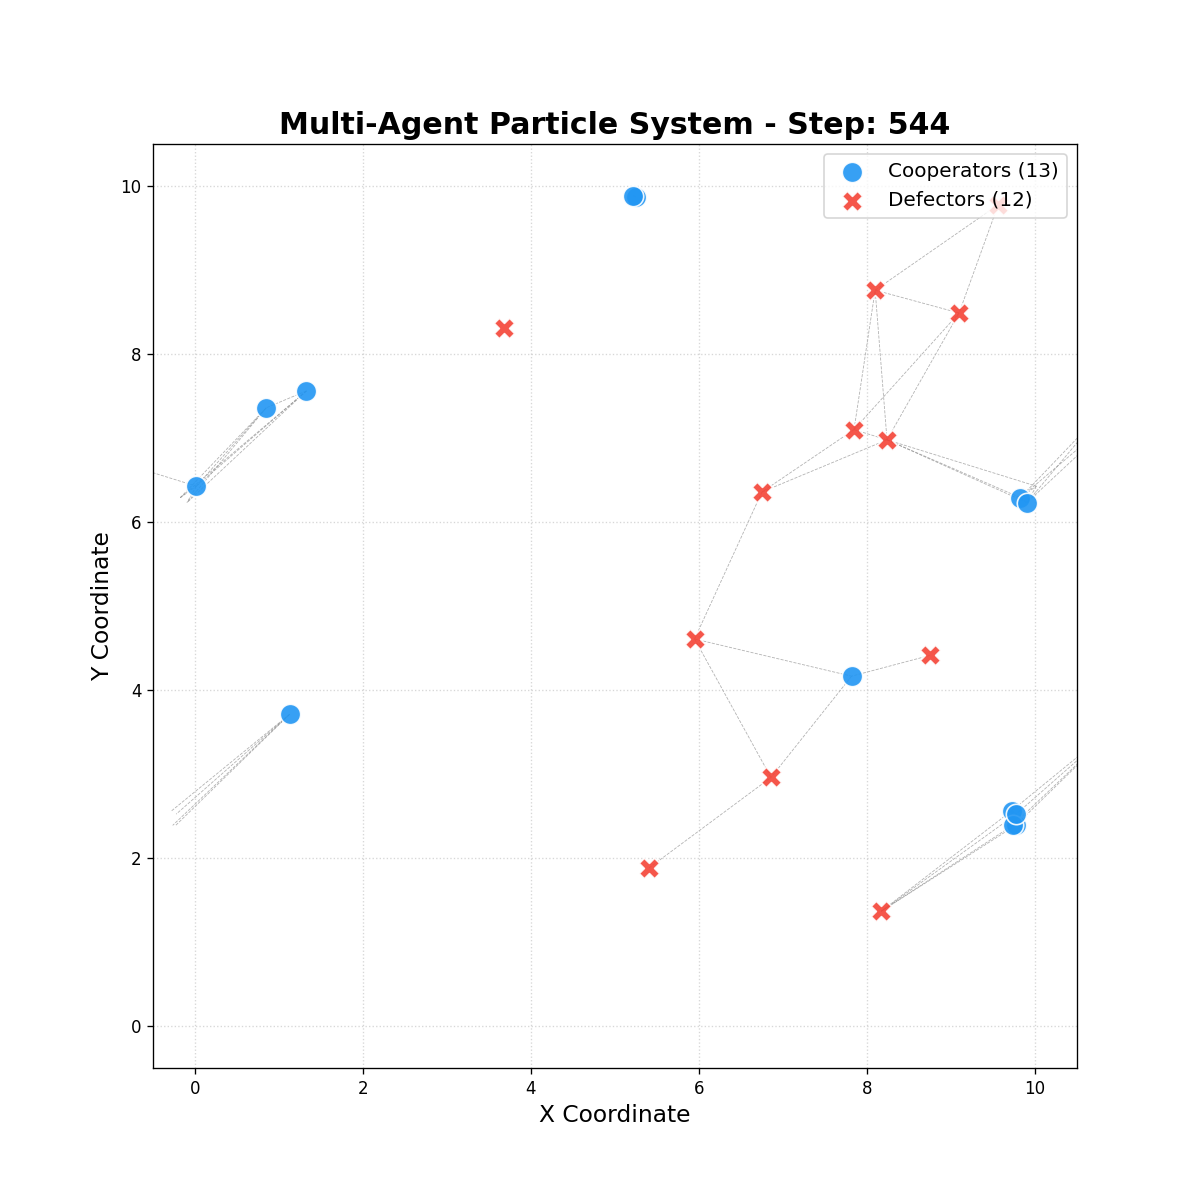 Multi-Agent Particle System - Step: 544
Cooperators (13)
Defectors (12)
10
8
6
4
2
0
Y Coordinate
0 2 4 6 8 10
X Coordinate